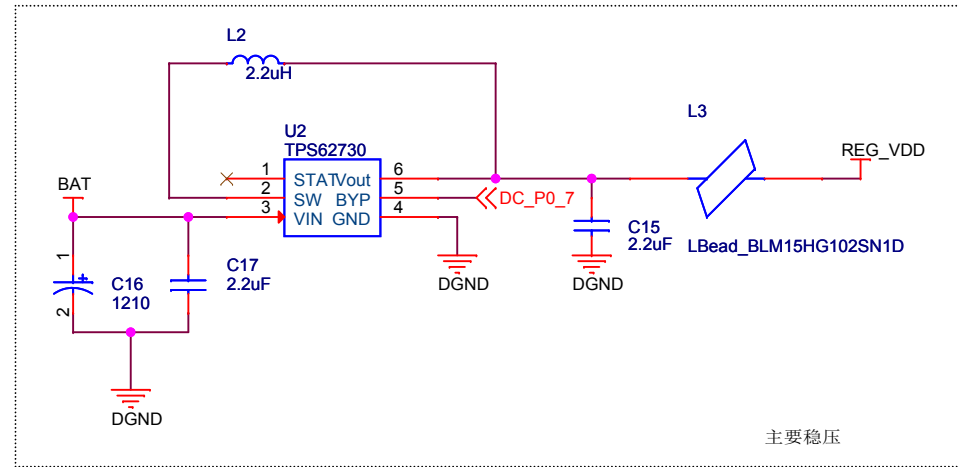 L2
2.2uH
U2
TPS62730
1 STAT Vout 6
2 SW BYP 5
3 VIN GND 4
BAT
DC_P0_7
L3
REG_VDD
LBead_BLM15HG102SN1D
C15
2.2uF
DGND
DGND
1
2
C16
1210
C17
2.2uF
DGND
主要稳压